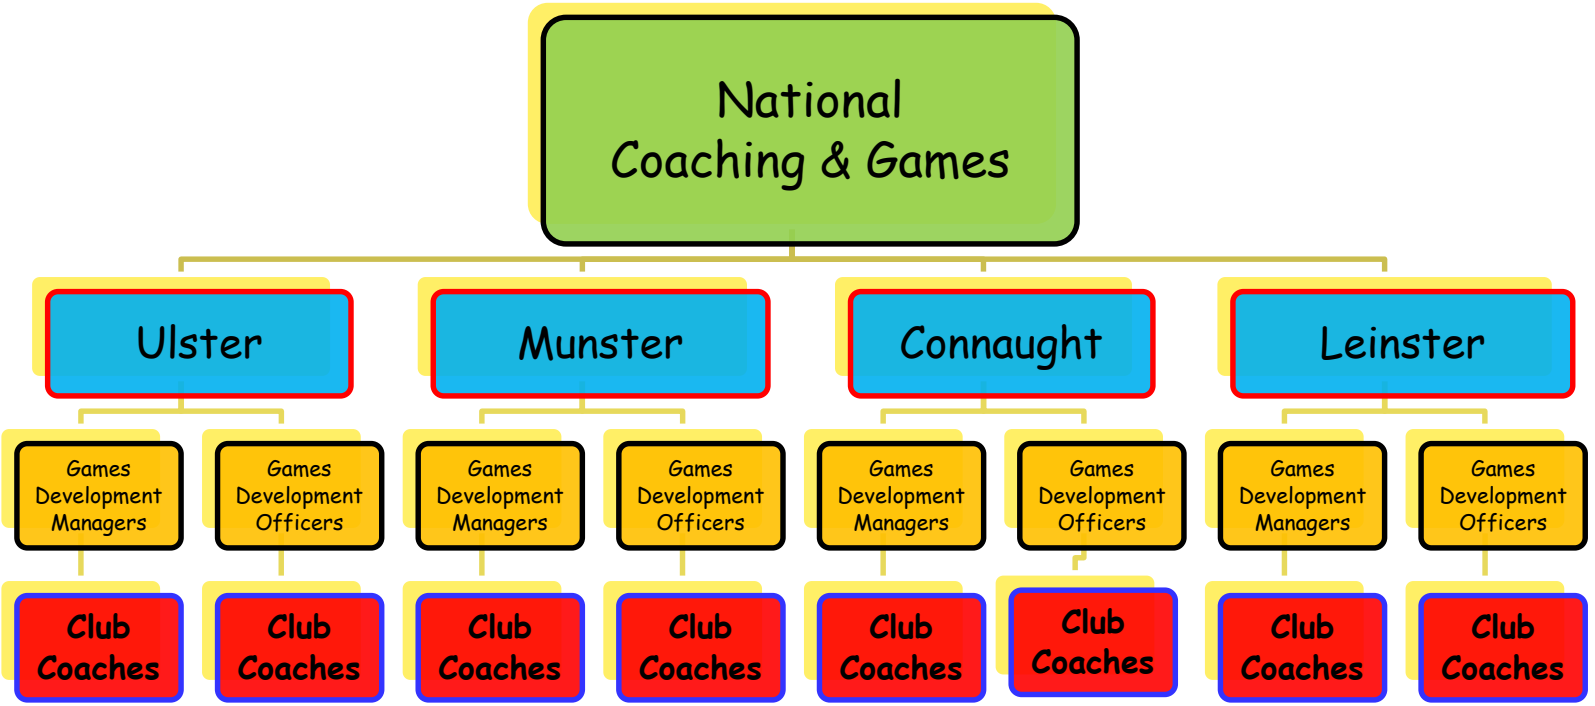 National
Coaching & Games
Ulster
Munster
Connaught
Leinster
Games
Development
Managers
Games
Development
Officers
Games
Development
Managers
Games
Development
Officers
Games
Development
Managers
Games
Development
Officers
Games
Development
Managers
Games
Development
Officers
Club
Coaches
Club
Coaches
Club
Coaches
Club
Coaches
Club
Coaches
Club
Coaches
Club
Coaches
Club
Coaches